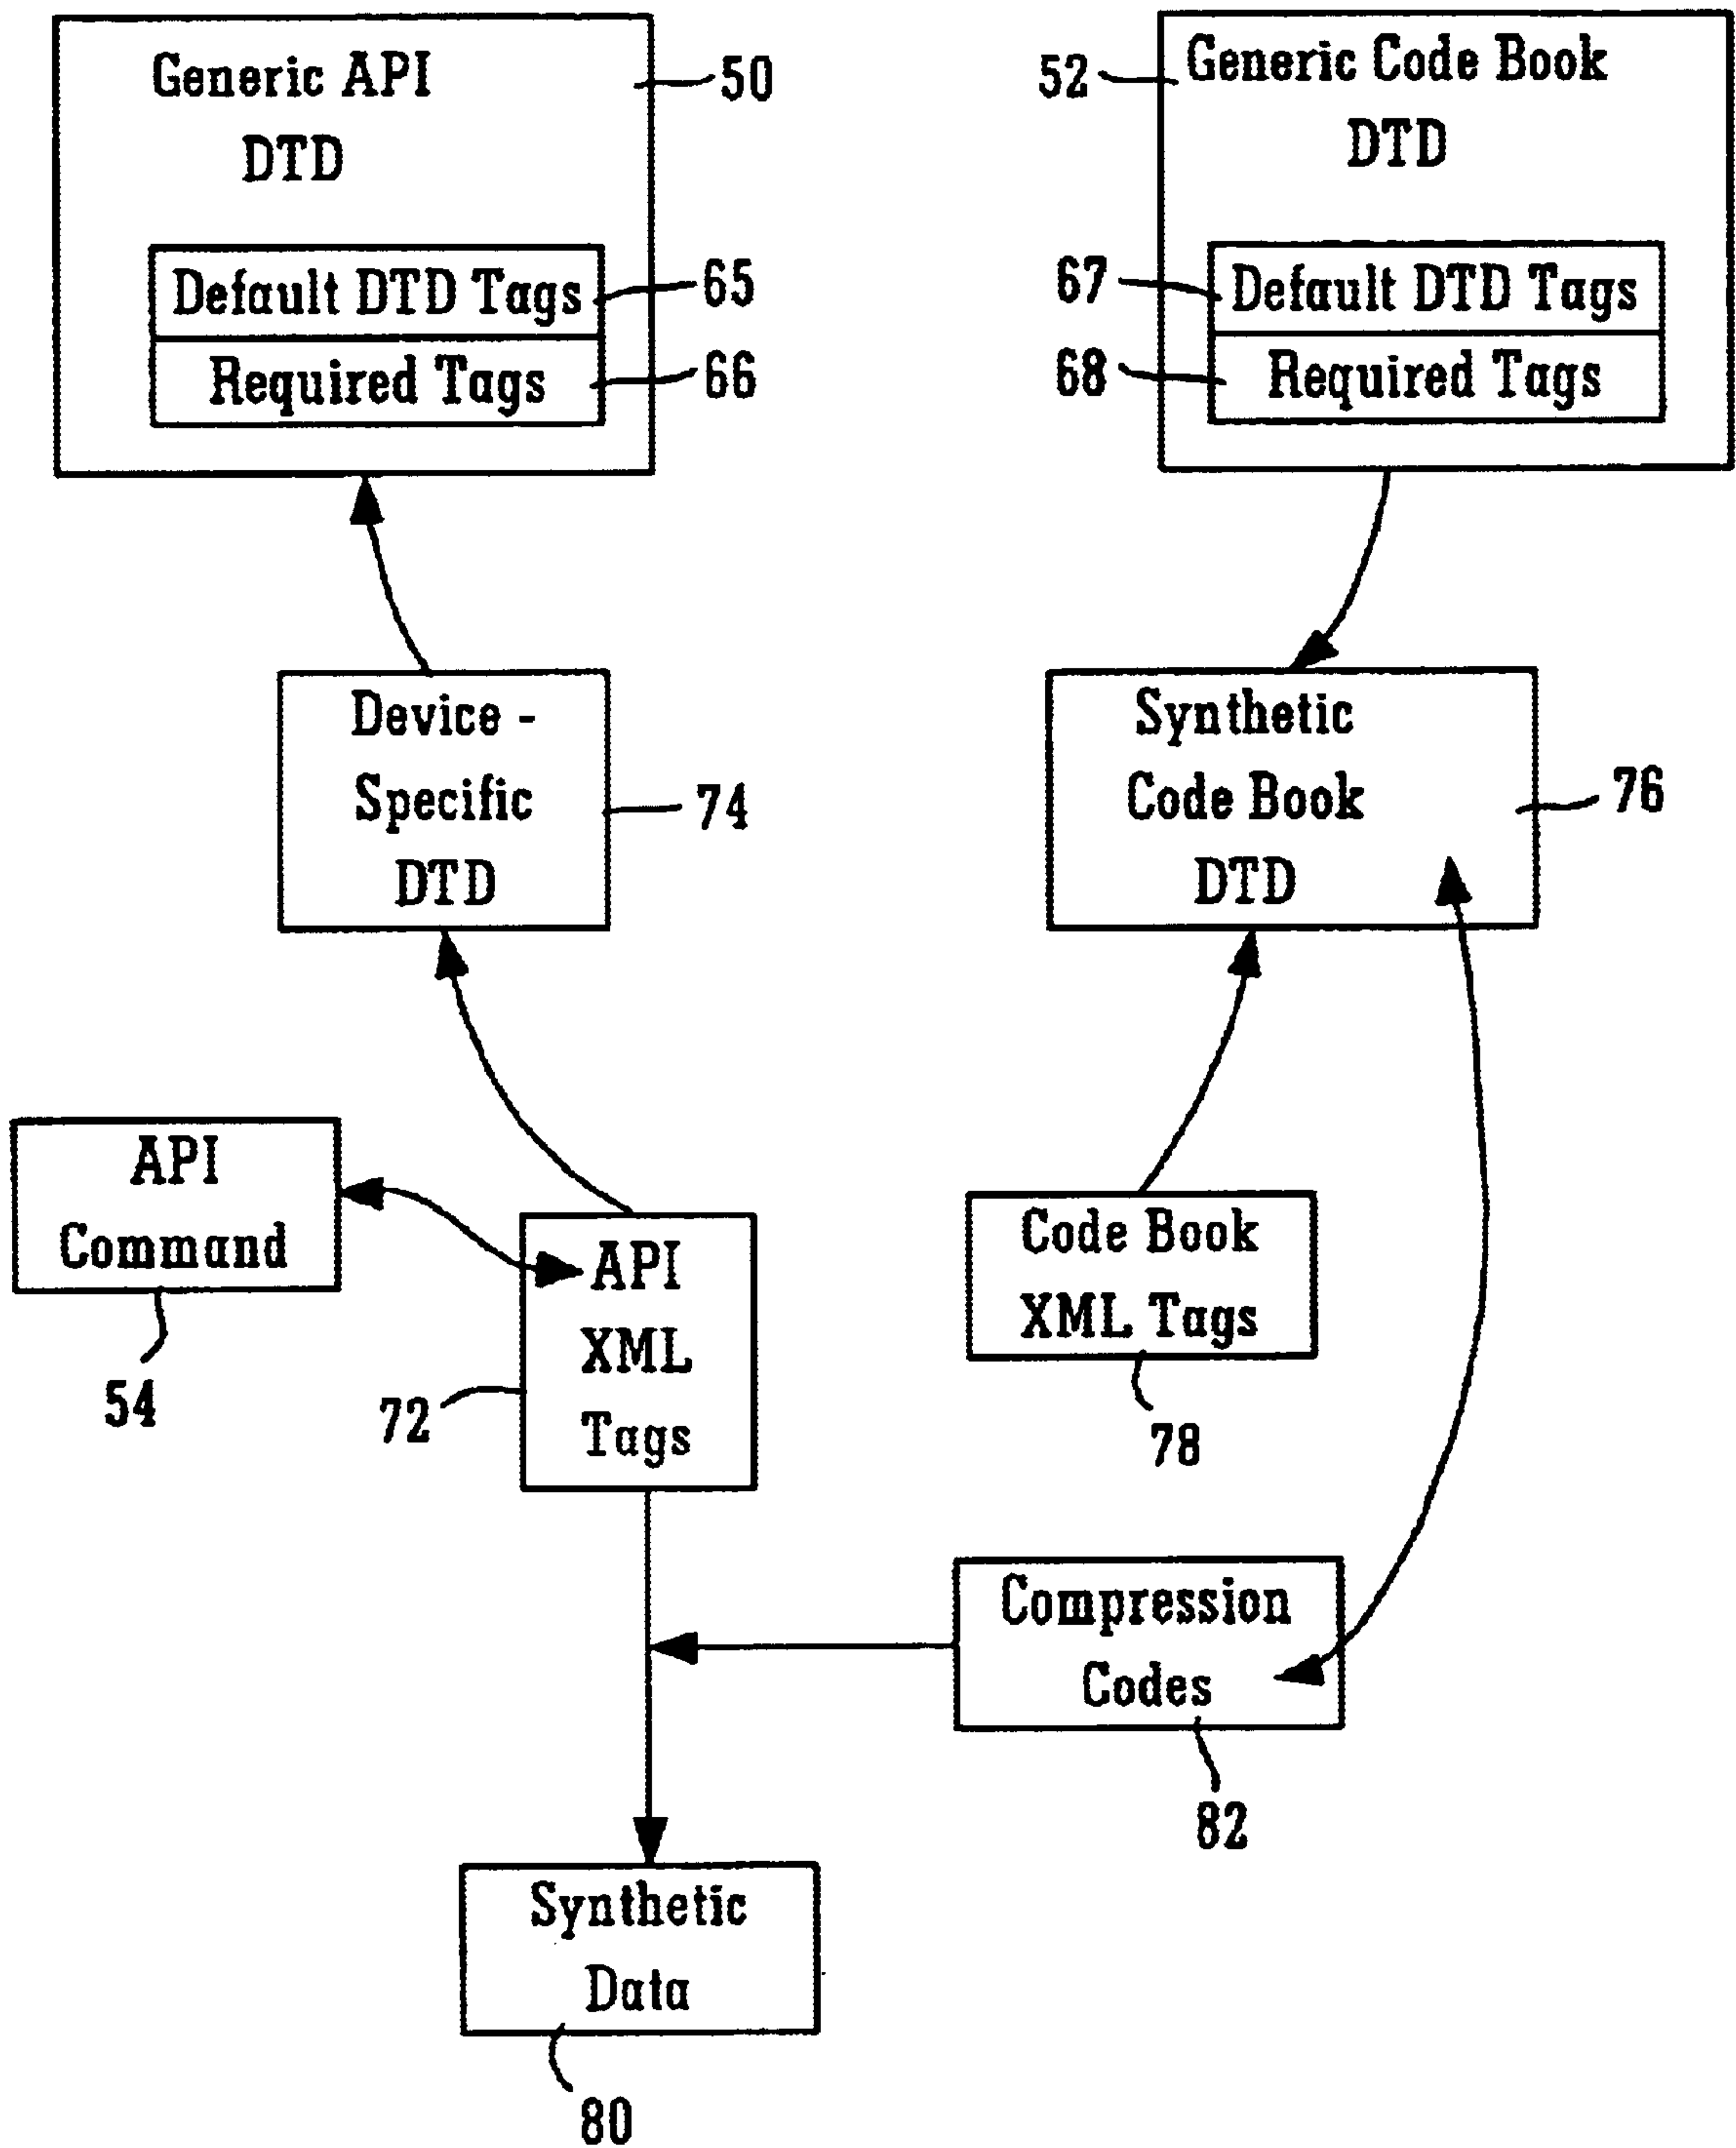 Generic API
DTD
50
Default DTD Tags
65
Required Tags
66
52
Generic Code Book
DTD
67
Default DTD Tags
68
Required Tags
Device -
Specific
DTD
74
Synthetic
Code Book
DTD
76
API
Command
54
API
XML
Tags
72
Code Book
XML Tags
78
Compression
Codes
82
Synthetic
Data
80